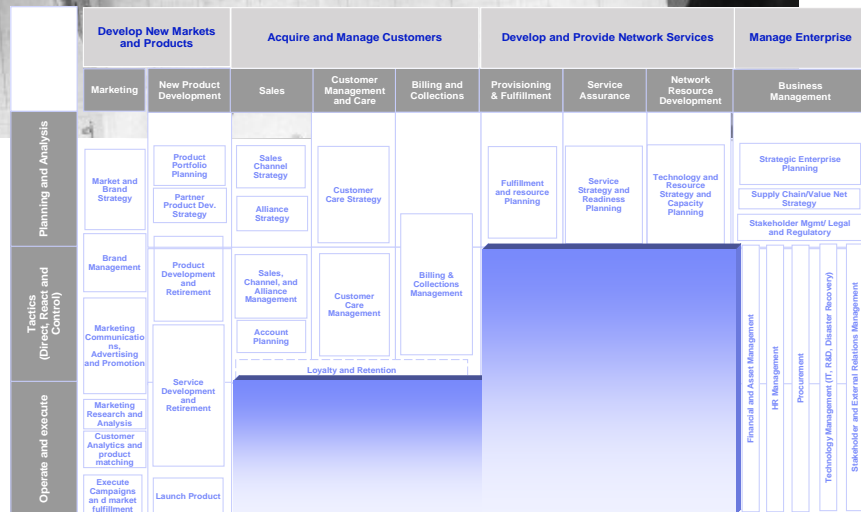 Develop New Markets
and Products
Acquire and Manage Customers
Develop and Provide Network Services
Manage Enterprise
Marketing
New Product
Development
Sales
Customer
Management
and Care
Billing and
Collections
Provisioning
& Fulfillment
Service
Assurance
Network
Resource
Development
Business
Management
Planning and Analysis
Market and
Brand
Strategy
Product
Portfolio
Planning
Partner
Product Dev.
Strategy
Sales
Channel
Strategy
Alliance
Strategy
Customer
Care Strategy
Fulfillment
and resource
Planning
Service
Strategy and
Readiness
Planning
Technology and
Resource
Strategy and
Capacity
Planning
Strategic Enterprise
Planning
Supply Chain/Value Net
Strategy
Stakeholder Mgmt/ Legal
and Regulatory
Tactics
(Direct, React and
Control)
Brand
Management
Marketing
Communicatio
ns,
Advertising
and Promotion
Product
Development
and
Retirement
Sales,
Channel, and
Alliance
Management
Account
Planning
Customer
Care
Management
Billing &
Collections
Management
Loyalty and Retention
Operate and execute
Marketing
Research and
Analysis
Customer
Analytics and
product
matching
Execute
Campaigns
an d market
fulfillment
Service
Development
and
Retirement
Launch Product
Financial and Asset Management
HR Management
Procurement
Technology Management (IT, R&D, Disaster Recovery)
Stakeholder and External Relations Management